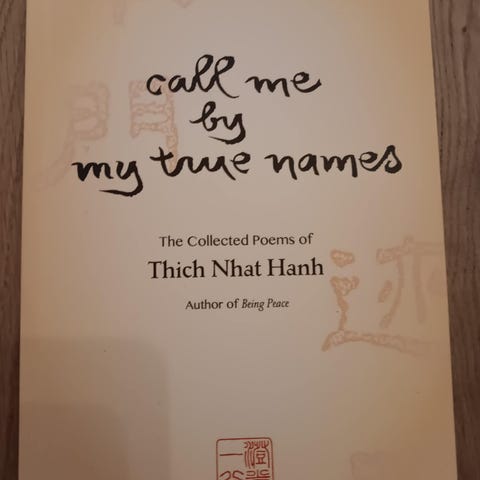 call me
by
my true names
The Collected Poems of
Thich Nhat Hanh
Author of Being Peace